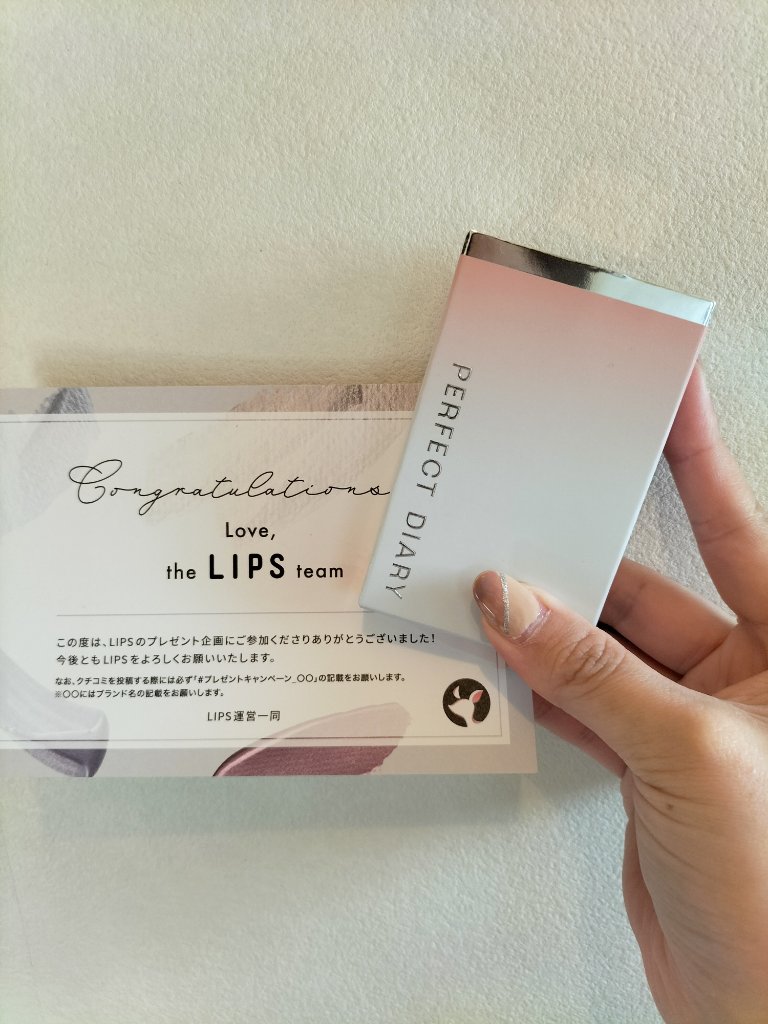 Congratulations
Love,
the LIPS team
この度は、LIPSのプレゼント企画にご参加くださりありがとうございました!
今後ともLIPSをよろしくお願いいたします。
なお、クチコミを投稿する際には必ず「#プレゼントキャンペーン_〇〇」の記載をお願いします。
※〇〇にはブランド名の記載をお願いします。
LIPS運営一同
PERFECT DIARY